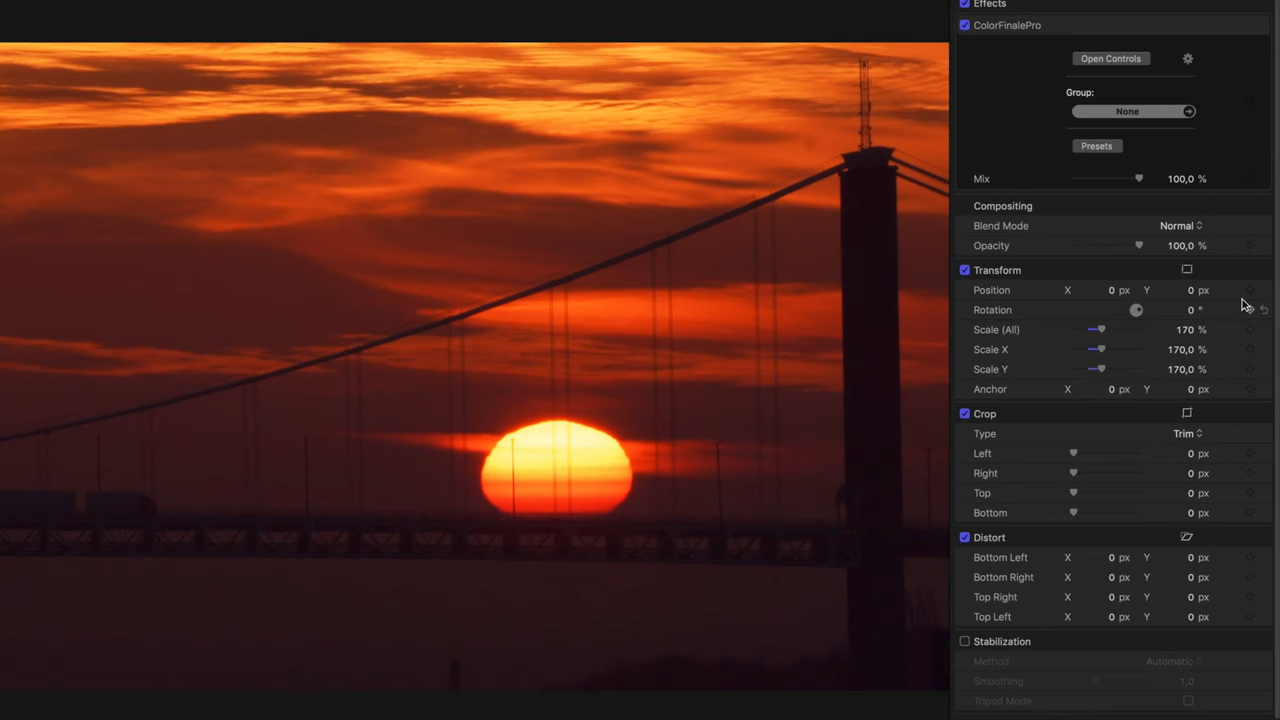 Effects
ColorFinalePro
Open Controls
Group:
None
Presets
Mix 100,0 %
Compositing
Blend Mode Normal
Opacity 100,0 %
Transform
Position X 0 px Y 0 px
Rotation 0 °
Scale (All) 170 %
Scale X 170,0 %
Scale Y 170,0 %
Anchor X 0 px Y 0 px
Crop
Type Trim
Left 0 px
Right 0 px
Top 0 px
Bottom 0 px
Distort
Bottom Left X 0 px Y 0 px
Bottom Right X 0 px Y 0 px
Top Right X 0 px Y 0 px
Top Left X 0 px Y 0 px
Stabilization
Method Automatic
Smoothing 1,0
Tripod Mode